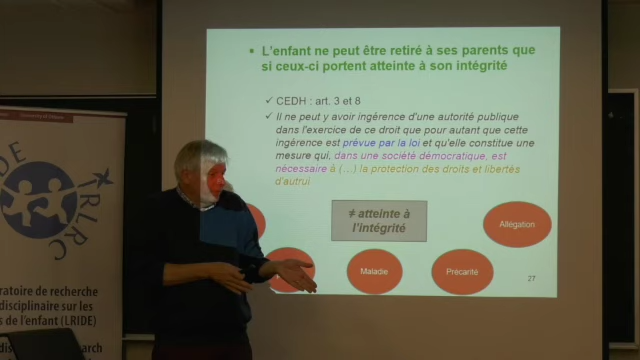 L'enfant ne peut être retiré à ses parents que
si ceux-ci portent atteinte à son intégrité
CEDH : art. 3 et 8
Il ne peut y avoir ingérence d'une autorité publique
dans l'exercice de ce droit que pour autant que cette
ingérence est prévue par la loi et qu'elle constitue une
mesure qui, dans une société démocratique, est
nécessaire à (…) la protection des droits et libertés
d'autrui
≠ atteinte à
l'intégrité
Allégation
Maladie
Précarité
27
IRLRC
de recherche
disciplinaire sur les
de l'enfant (LRIDE)